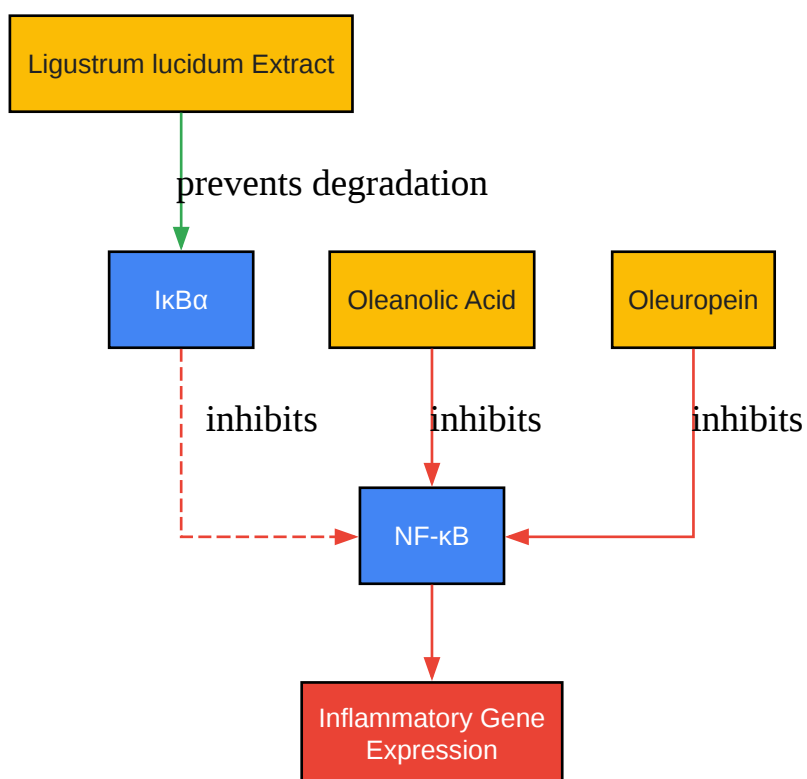 Ligustrum lucidum Extract
prevents degradation
IκBα
Oleanolic Acid
Oleuropein
inhibits
inhibits
inhibits
NF-κB
Inflammatory Gene
Expression